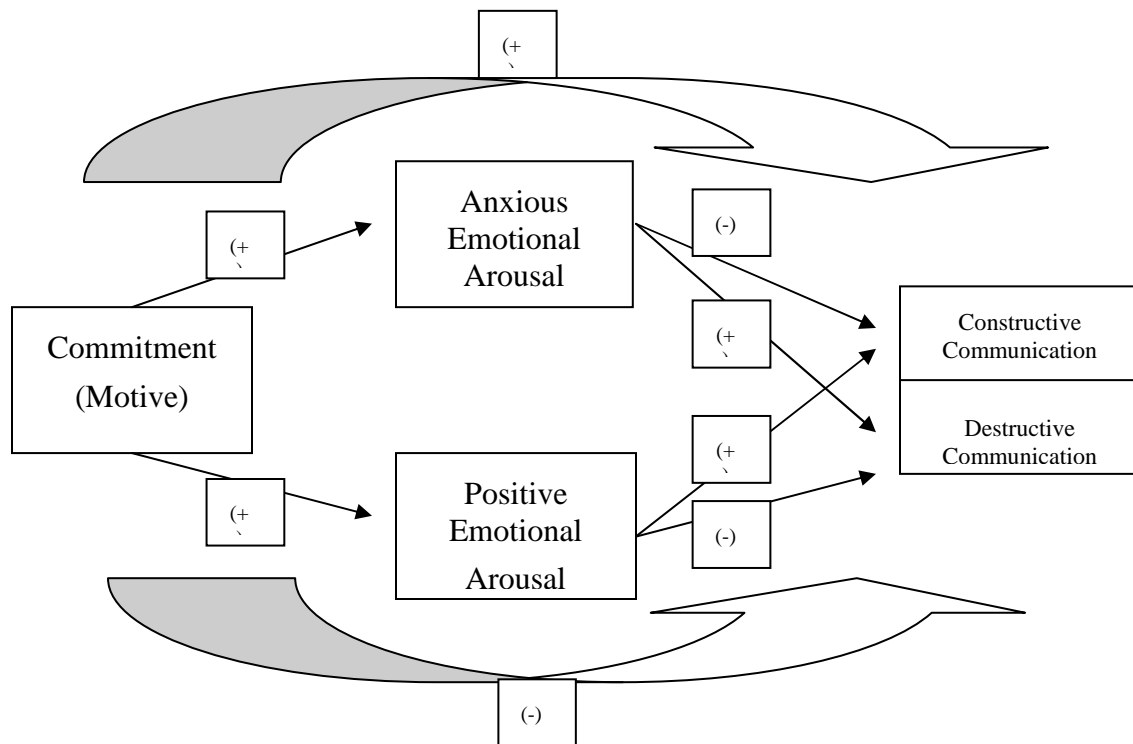 (+
Anxious
Emotional
Arousal
(-)
(+
Commitment
(Motive)
(+
Constructive
Communication
Destructive
Communication
(+
(+
Positive
Emotional
Arousal
(-)
(-)